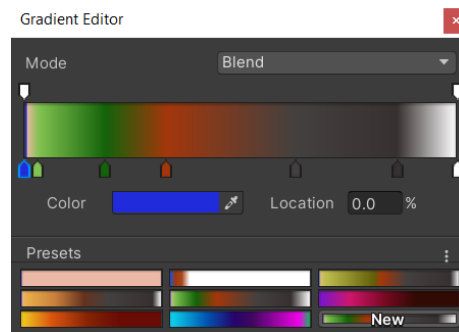 Gradient Editor
Mode Blend
Color Location 0.0 %
Presets
New